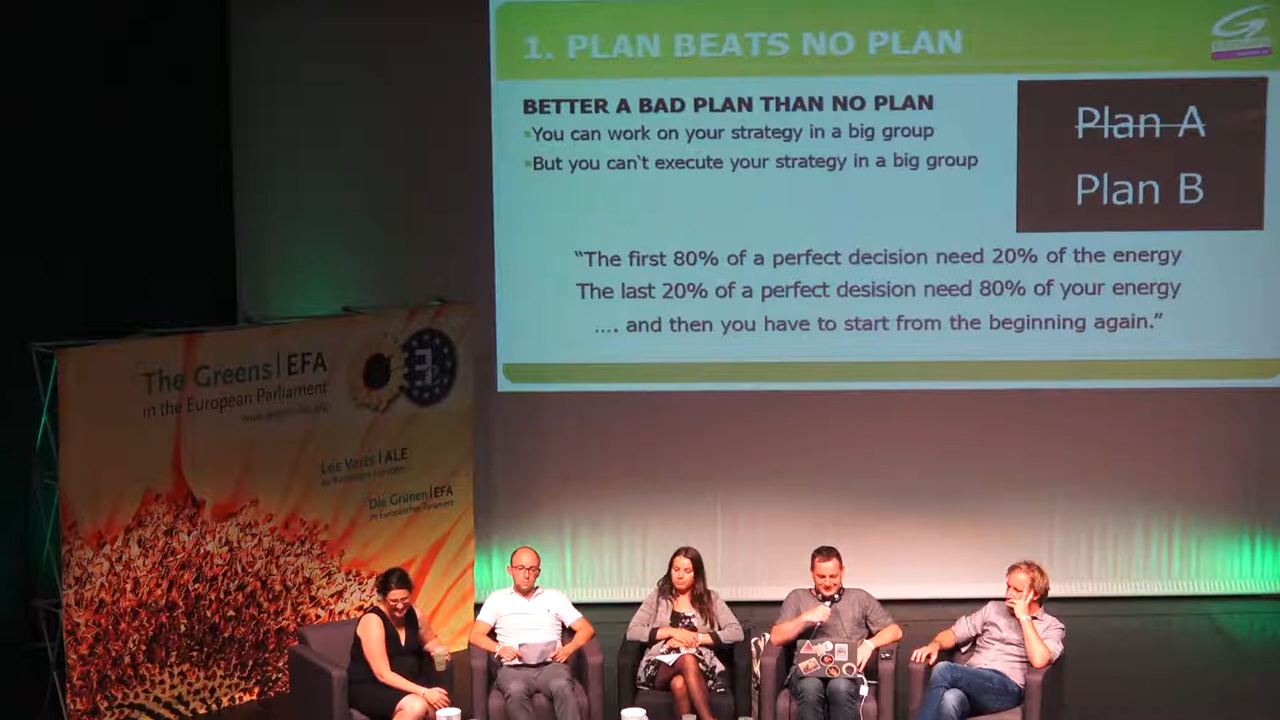 1. PLAN BEATS NO PLAN
BETTER A BAD PLAN THAN NO PLAN
▪You can work on your strategy in a big group
▪But you can't execute your strategy in a big group
Plan A
Plan B
“The first 80% of a perfect decision need 20% of the energy
The last 20% of a perfect desision need 80% of your energy
.... and then you have to start from the beginning again.”
The Greens | EFA
in the European Parliament
Les Verts | ALE
Die Grünen | EFA
im Europäischen Parlament